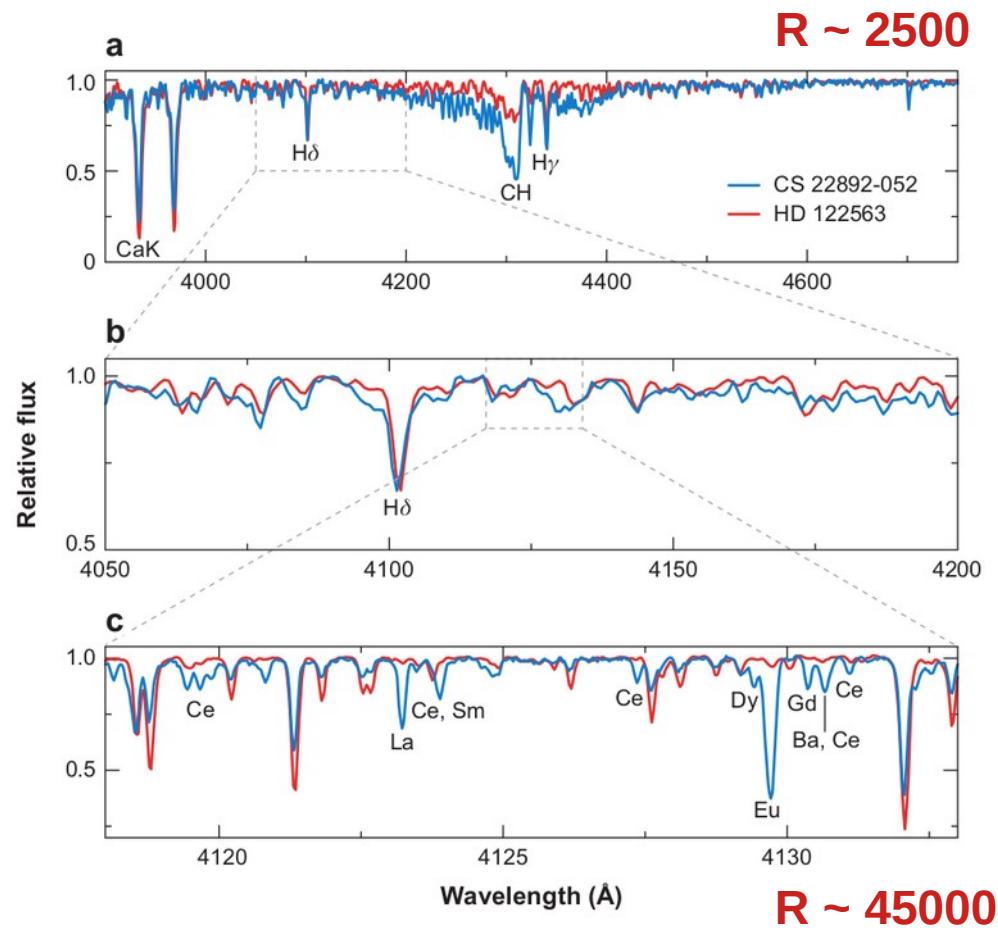 R ~ 2500
a
1.0
0.5
0
CaK
Hδ
CH
Hγ
CS 22892-052
HD 122563
4000
4200
4400
4600
b
1.0
0.5
Hδ
4050
4100
4150
4200
Relative flux
c
1.0
0.5
Ce
La
Ce, Sm
Ce
Dy
Eu
Gd
Ba, Ce
Ce
4120
4125
4130
Wavelength (Å)
R ~ 45000